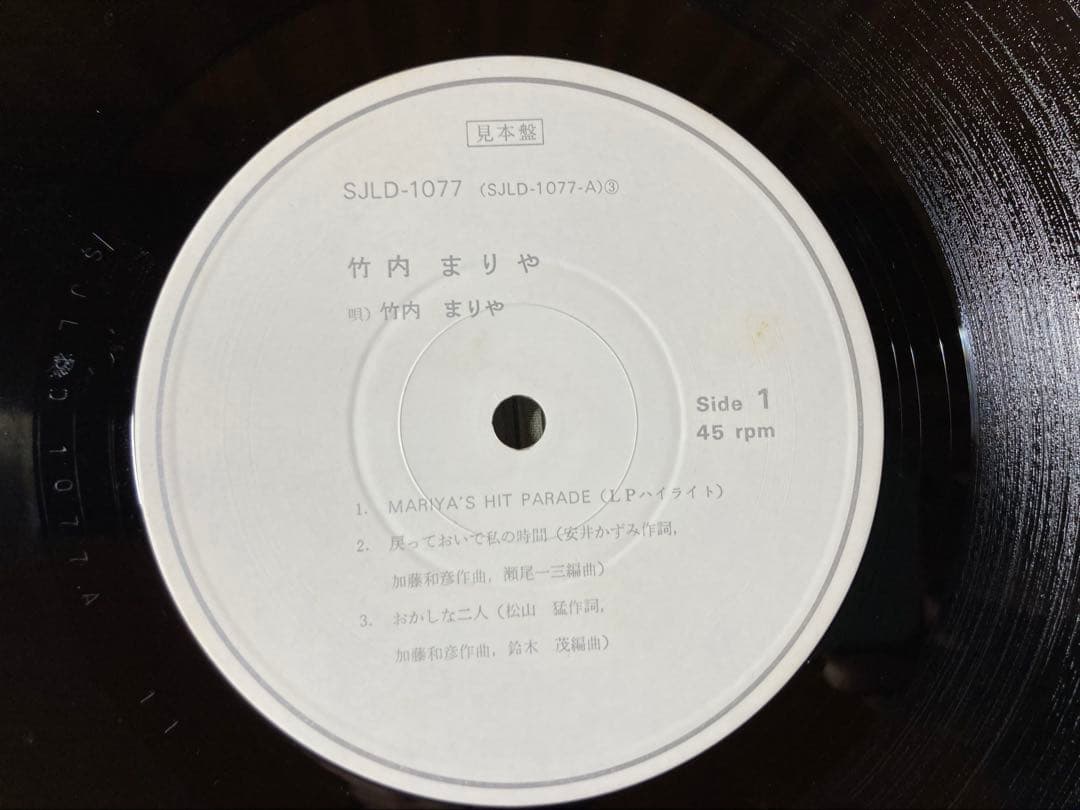 見本盤
SJLD-1077 (SJLD-1077-A)③
竹内 まりや
唄）竹内 まりや
Side 1
45 rpm
1. MARIYA'S HIT PARADE（LPハイライト）
2. 戻っておいで私の時間（安井かずみ作詞,
加藤和彦作曲, 瀬尾一三編曲）
3. おかしな二人（松山 猛作詞,
加藤和彦作曲, 鈴木 茂編曲）